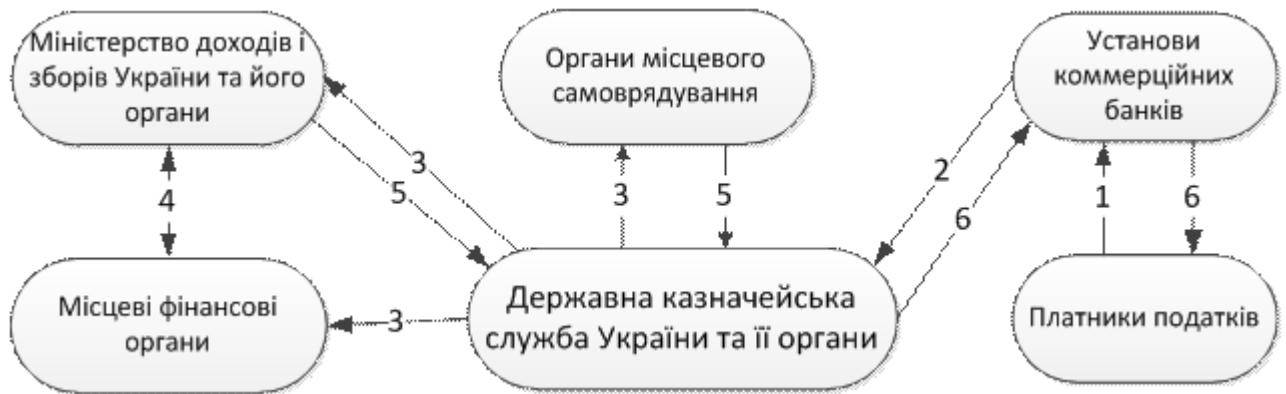 Міністерство доходів і
зборів України та його
органи
Органи місцевого
самоврядування
Установи
коммерційних
банків
3
5
4
3
5
2
6
1
6
Місцеві фінансові
органи
3
Державна казначейська
служба України та її органи
Платники податків